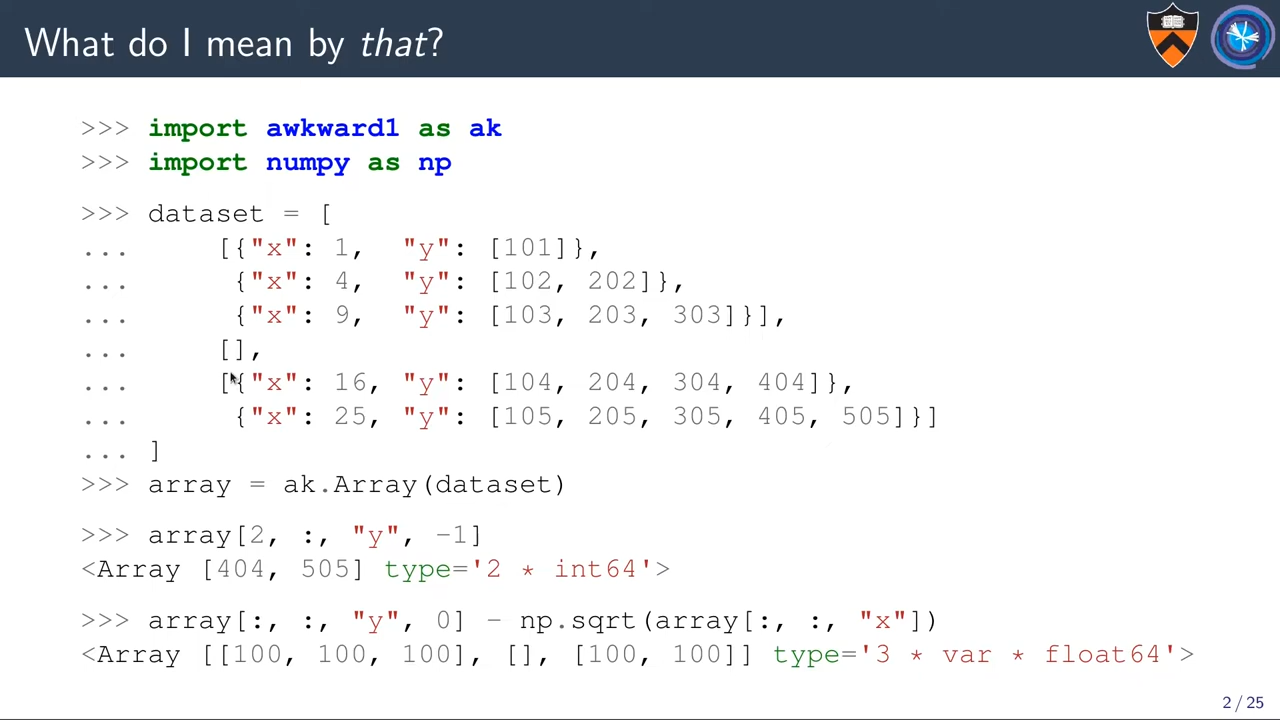 What do I mean by that?
>>> import awkward1 as ak
>>> import numpy as np
>>> dataset = [
... [{"x": 1, "y": [101]},
... {"x": 4, "y": [102, 202]},
... {"x": 9, "y": [103, 203, 303]}],
... [],
... [{"x": 16, "y": [104, 204, 304, 404]},
... {"x": 25, "y": [105, 205, 305, 405, 505]}]
... ]
>>> array = ak.Array(dataset)
>>> array[2, :, "y", -1]
<Array [404, 505] type='2 * int64'>
>>> array[:, :, "y", 0] - np.sqrt(array[:, :, "x"])
<Array [[100, 100, 100], [], [100, 100]] type='3 * var * float64'>
2 / 25